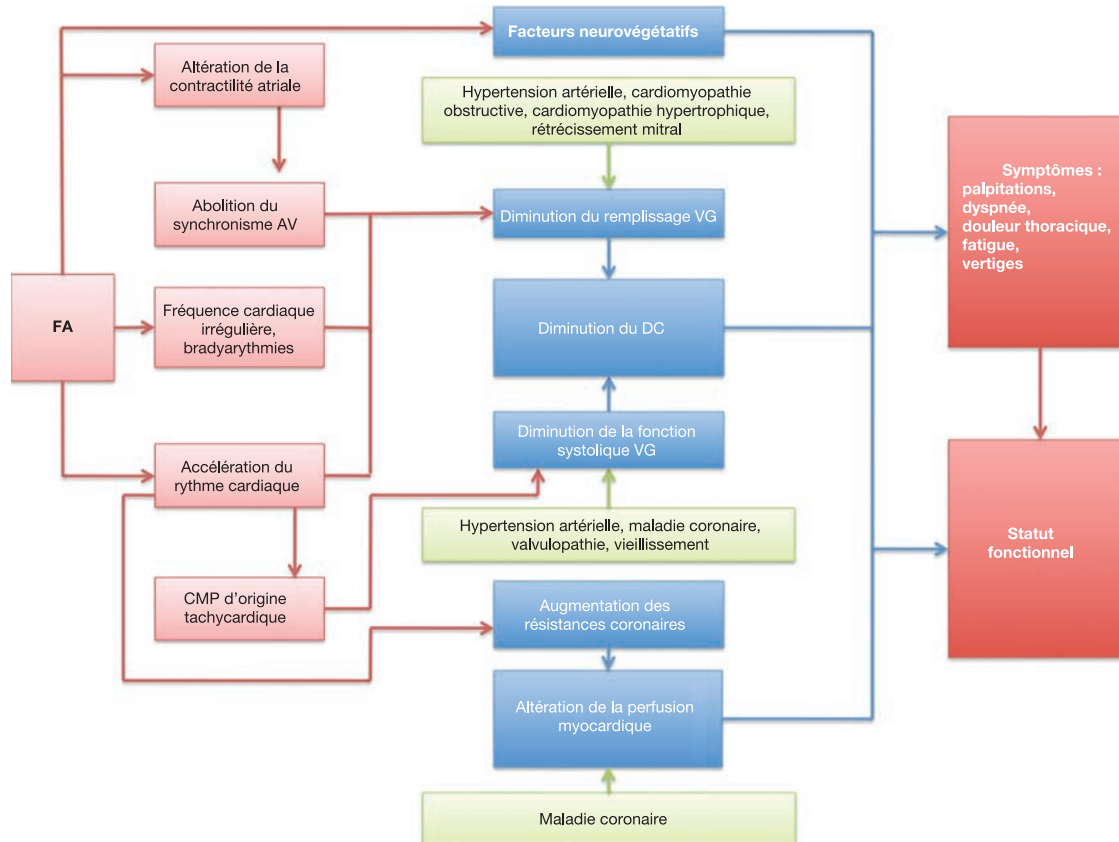 Facteurs neurovégétatifs
Altération de la
contractilité atriale
Hypertension artérielle, cardiomyopathie
obstructive, cardiomyopathie hypertrophique,
rétrécissement mitral
Symptômes :
palpitations,
dyspnée,
douleur thoracique,
fatigue,
vertiges
Abolition du
synchronisme AV
Diminution du remplissage VG
FA
Fréquence cardiaque
irrégulière,
bradyarythmies
Diminution du DC
Accélération du
rythme cardiaque
Diminution de la fonction
systolique VG
Hypertension artérielle, maladie coronaire,
valvulopathie, vieillissement
Statut
fonctionnel
CMP d'origine
tachycardique
Augmentation des
résistances coronaires
Altération de la perfusion
myocardique
Maladie coronaire